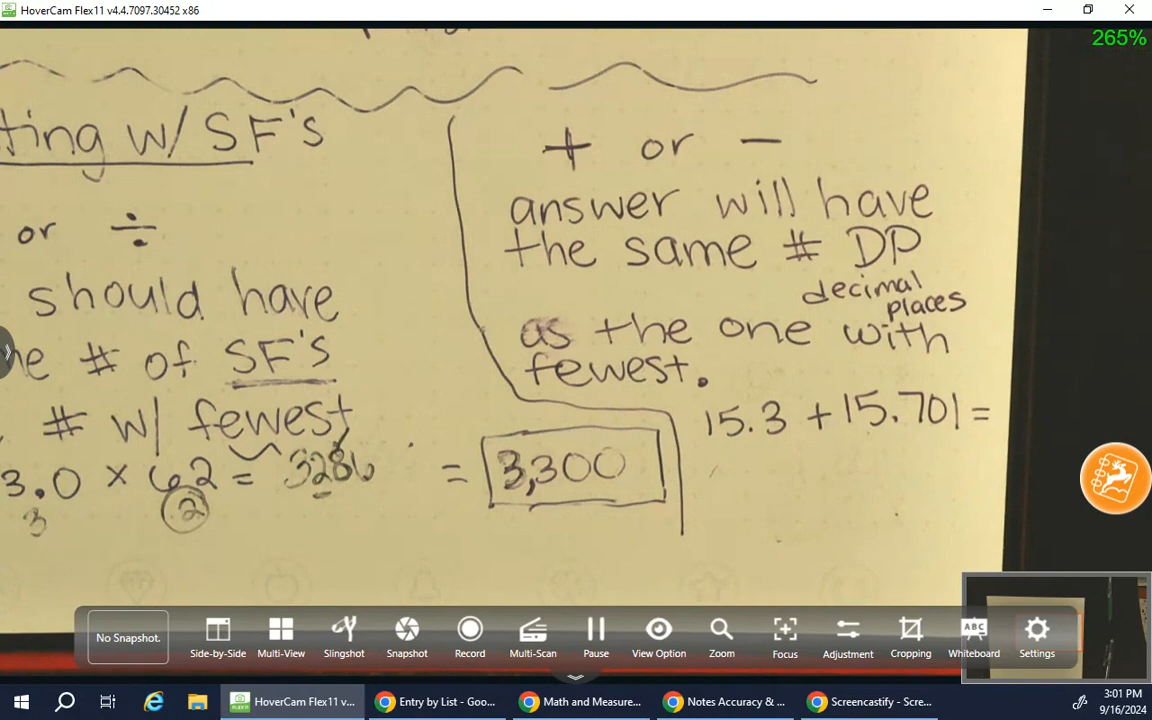 HoverCam Flex11 v4.4.7097.30452 x86
265%
ting w/ SF's
or ÷
should have
he # of SF's
# w/ fewest
3.0 × 62 = 3286 = 3,300
3 2
+ or −
answer will have
the same # DP
decimal
places
as the one with
fewest.
15.3 + 15.701 =
No Snapshot.
Side-by-Side
Multi-View
Slingshot
Snapshot
Record
Multi-Scan
Pause
View Option
Zoom
Focus
Adjustment
Cropping
ABC
Whiteboard
Settings
HoverCam Flex11 v...
Entry by List - Goo...
Math and Measure...
Notes Accuracy & ...
Screencastify - Scre...
3:01 PM
9/16/2024